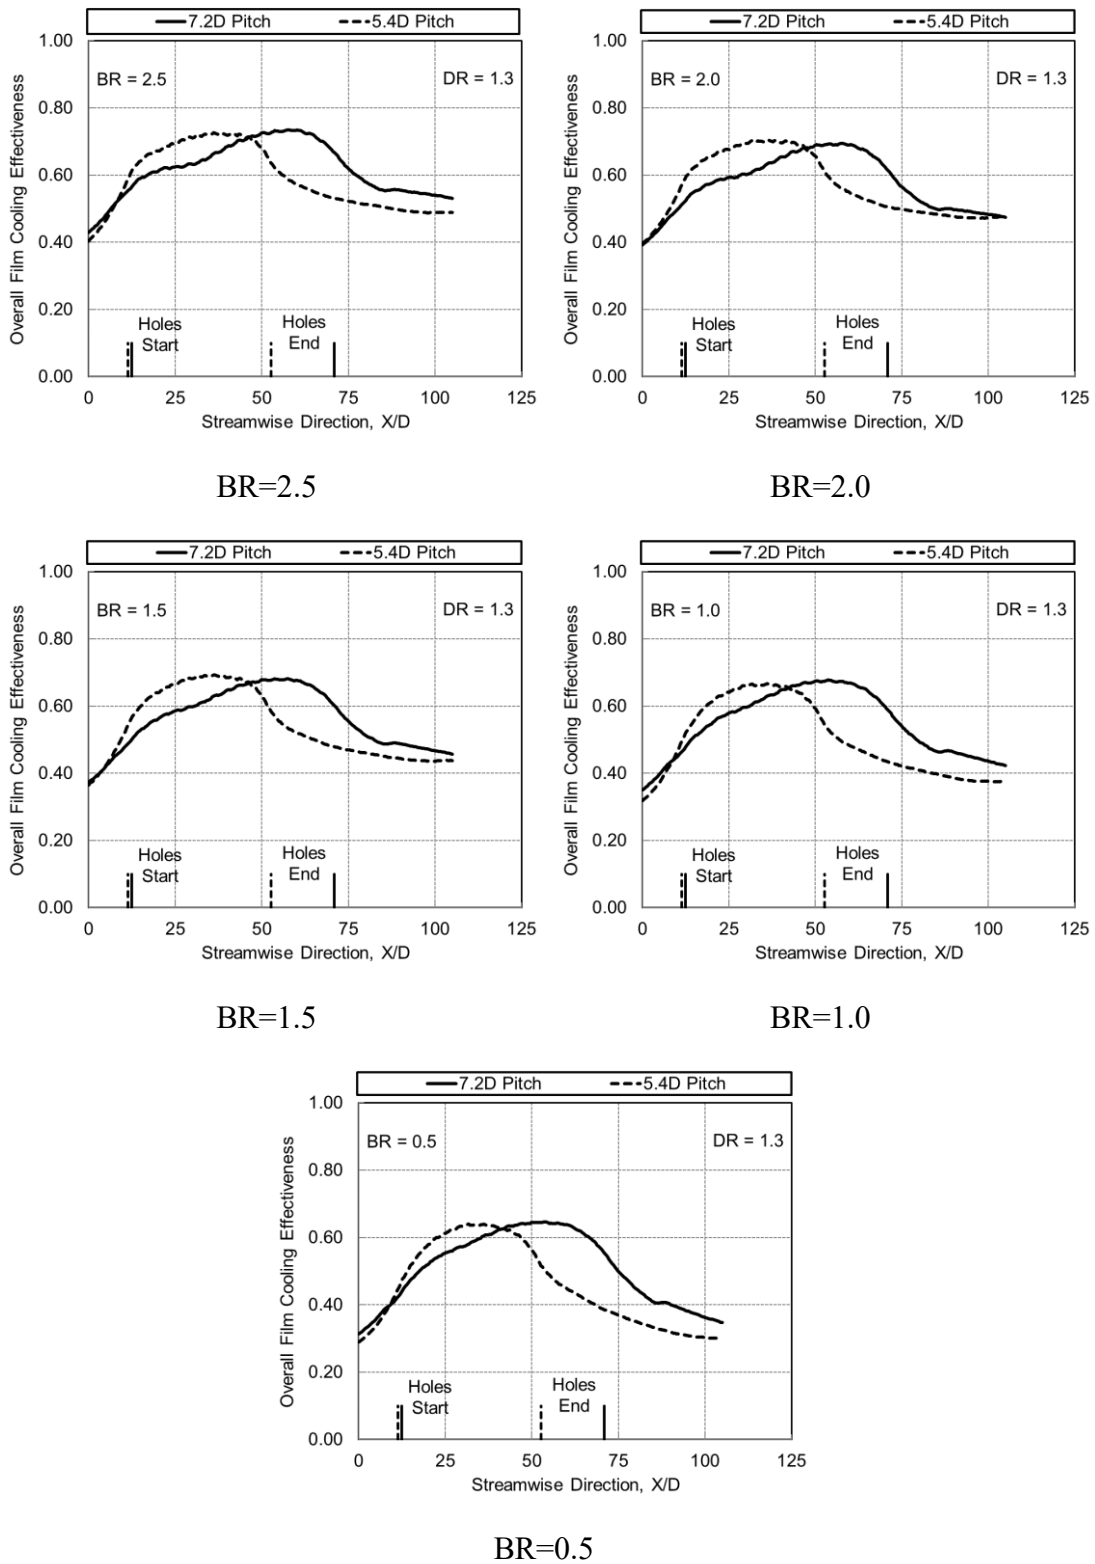 7.2D Pitch 5.4D Pitch
1.00
BR = 2.5 DR = 1.3
0.80
0.60
0.40
0.20
Holes Start
Holes End
0.00
0 25 50 75 100 125
Overall Film Cooling Effectiveness
Streamwise Direction, X/D
BR=2.5
7.2D Pitch 5.4D Pitch
1.00
BR = 2.0 DR = 1.3
0.80
0.60
0.40
0.20
Holes Start
Holes End
0.00
0 25 50 75 100 125
Overall Film Cooling Effectiveness
Streamwise Direction, X/D
BR=2.0
7.2D Pitch 5.4D Pitch
1.00
BR = 1.5 DR = 1.3
0.80
0.60
0.40
0.20
Holes Start
Holes End
0.00
0 25 50 75 100 125
Overall Film Cooling Effectiveness
Streamwise Direction, X/D
BR=1.5
7.2D Pitch 5.4D Pitch
1.00
BR = 1.0 DR = 1.3
0.80
0.60
0.40
0.20
Holes Start
Holes End
0.00
0 25 50 75 100 125
Overall Film Cooling Effectiveness
Streamwise Direction, X/D
BR=1.0
7.2D Pitch 5.4D Pitch
1.00
BR = 0.5 DR = 1.3
0.80
0.60
0.40
0.20
Holes Start
Holes End
0.00
0 25 50 75 100 125
Overall Film Cooling Effectiveness
Streamwise Direction, X/D
BR=0.5